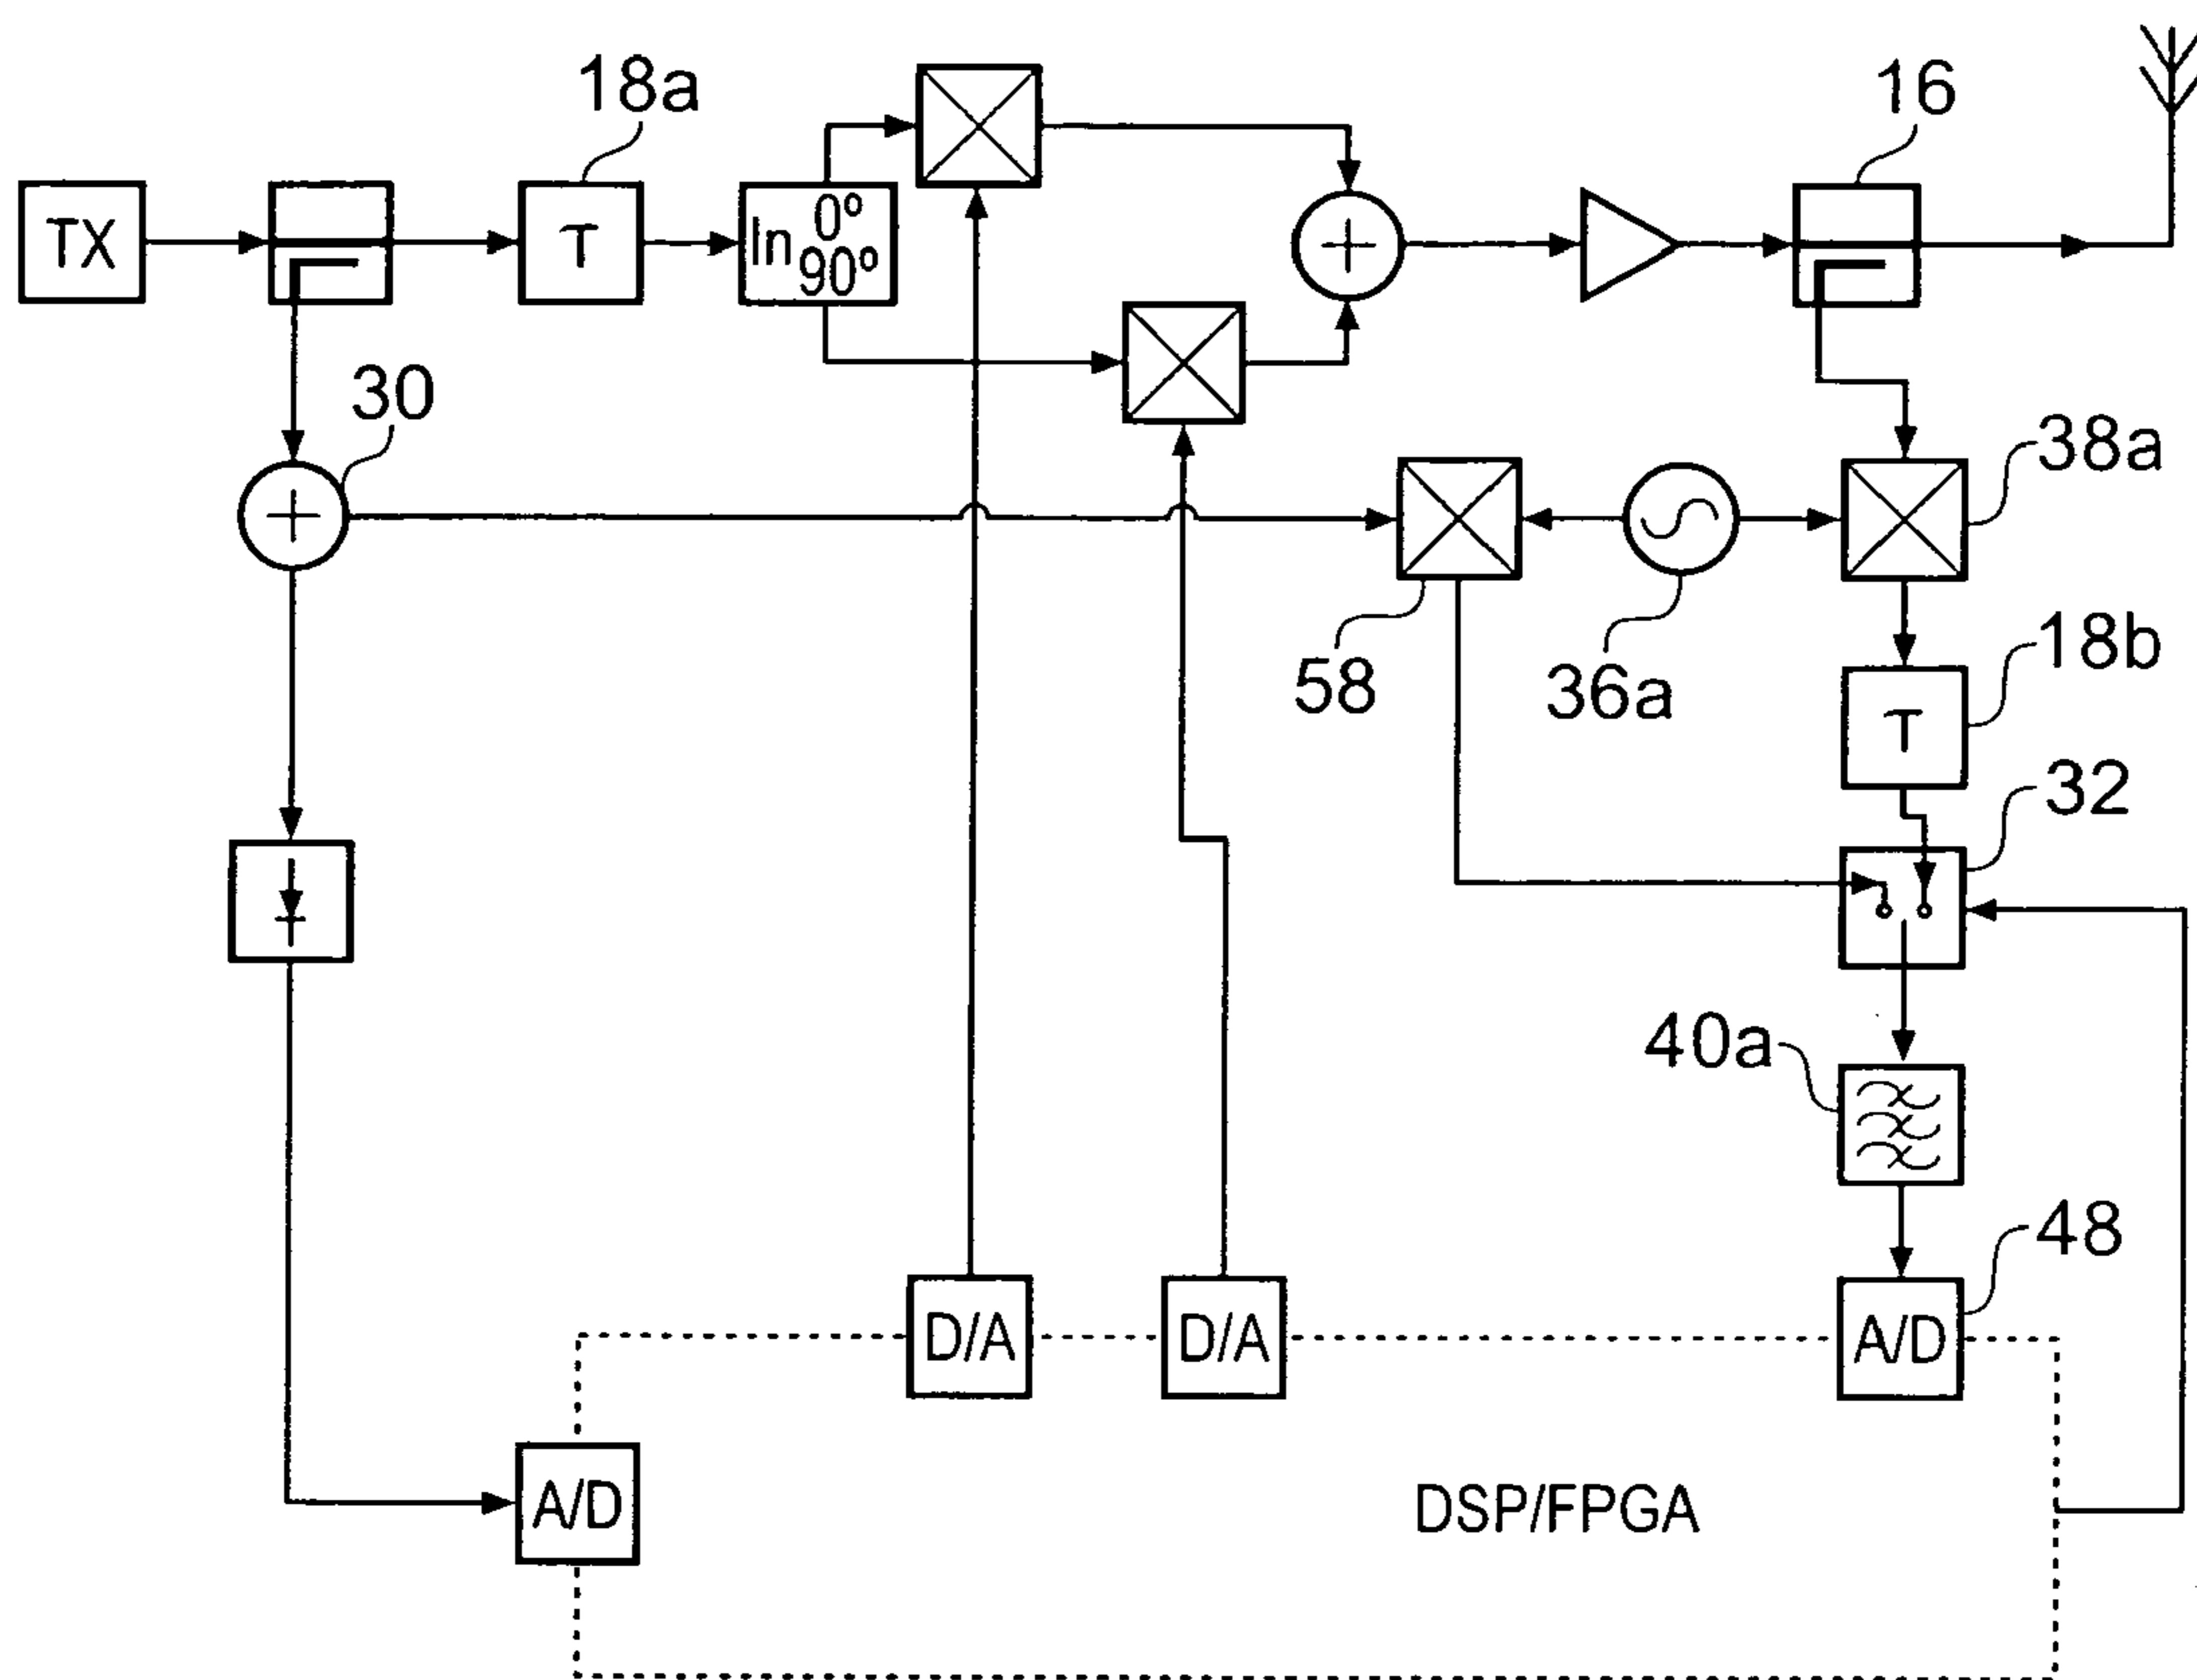 18a
16
TX
T
In 0°
90°
30
38a
58
36a
18b
T
32
40a
48
D/A
D/A
A/D
A/D
DSP/FPGA